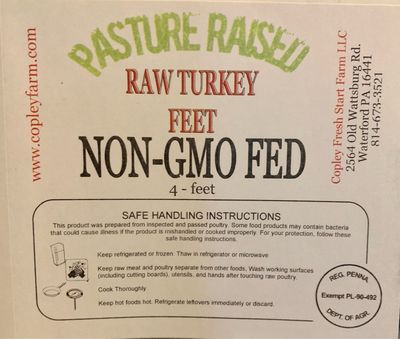 PASTURE RAISED
RAW TURKEY
FEET
NON-GMO FED
4 - feet
www.copleyfarm.com
Copley Fresh Start Farm LLC
2564 Old Wattsburg Rd.
Waterford PA 16441
814-673-3521
SAFE HANDLING INSTRUCTIONS
This product was prepared from inspected and passed poultry. Some food products may contain bacteria
that could cause illness if the product is mishandled or cooked improperly. For your protection, follow these
safe handling instructions.
Keep refrigerated or frozen. Thaw in refrigerator or microwave
Keep raw meat and poultry separate from other foods, Wash working surfaces
(including cutting boards), utensils, and hands after touching raw poultry.
Cook Thoroughly
Keep hot foods hot. Refrigerate leftovers immediately or discard.
REG. PENNA
Exempt PL-90-492
DEPT. OF AGR.